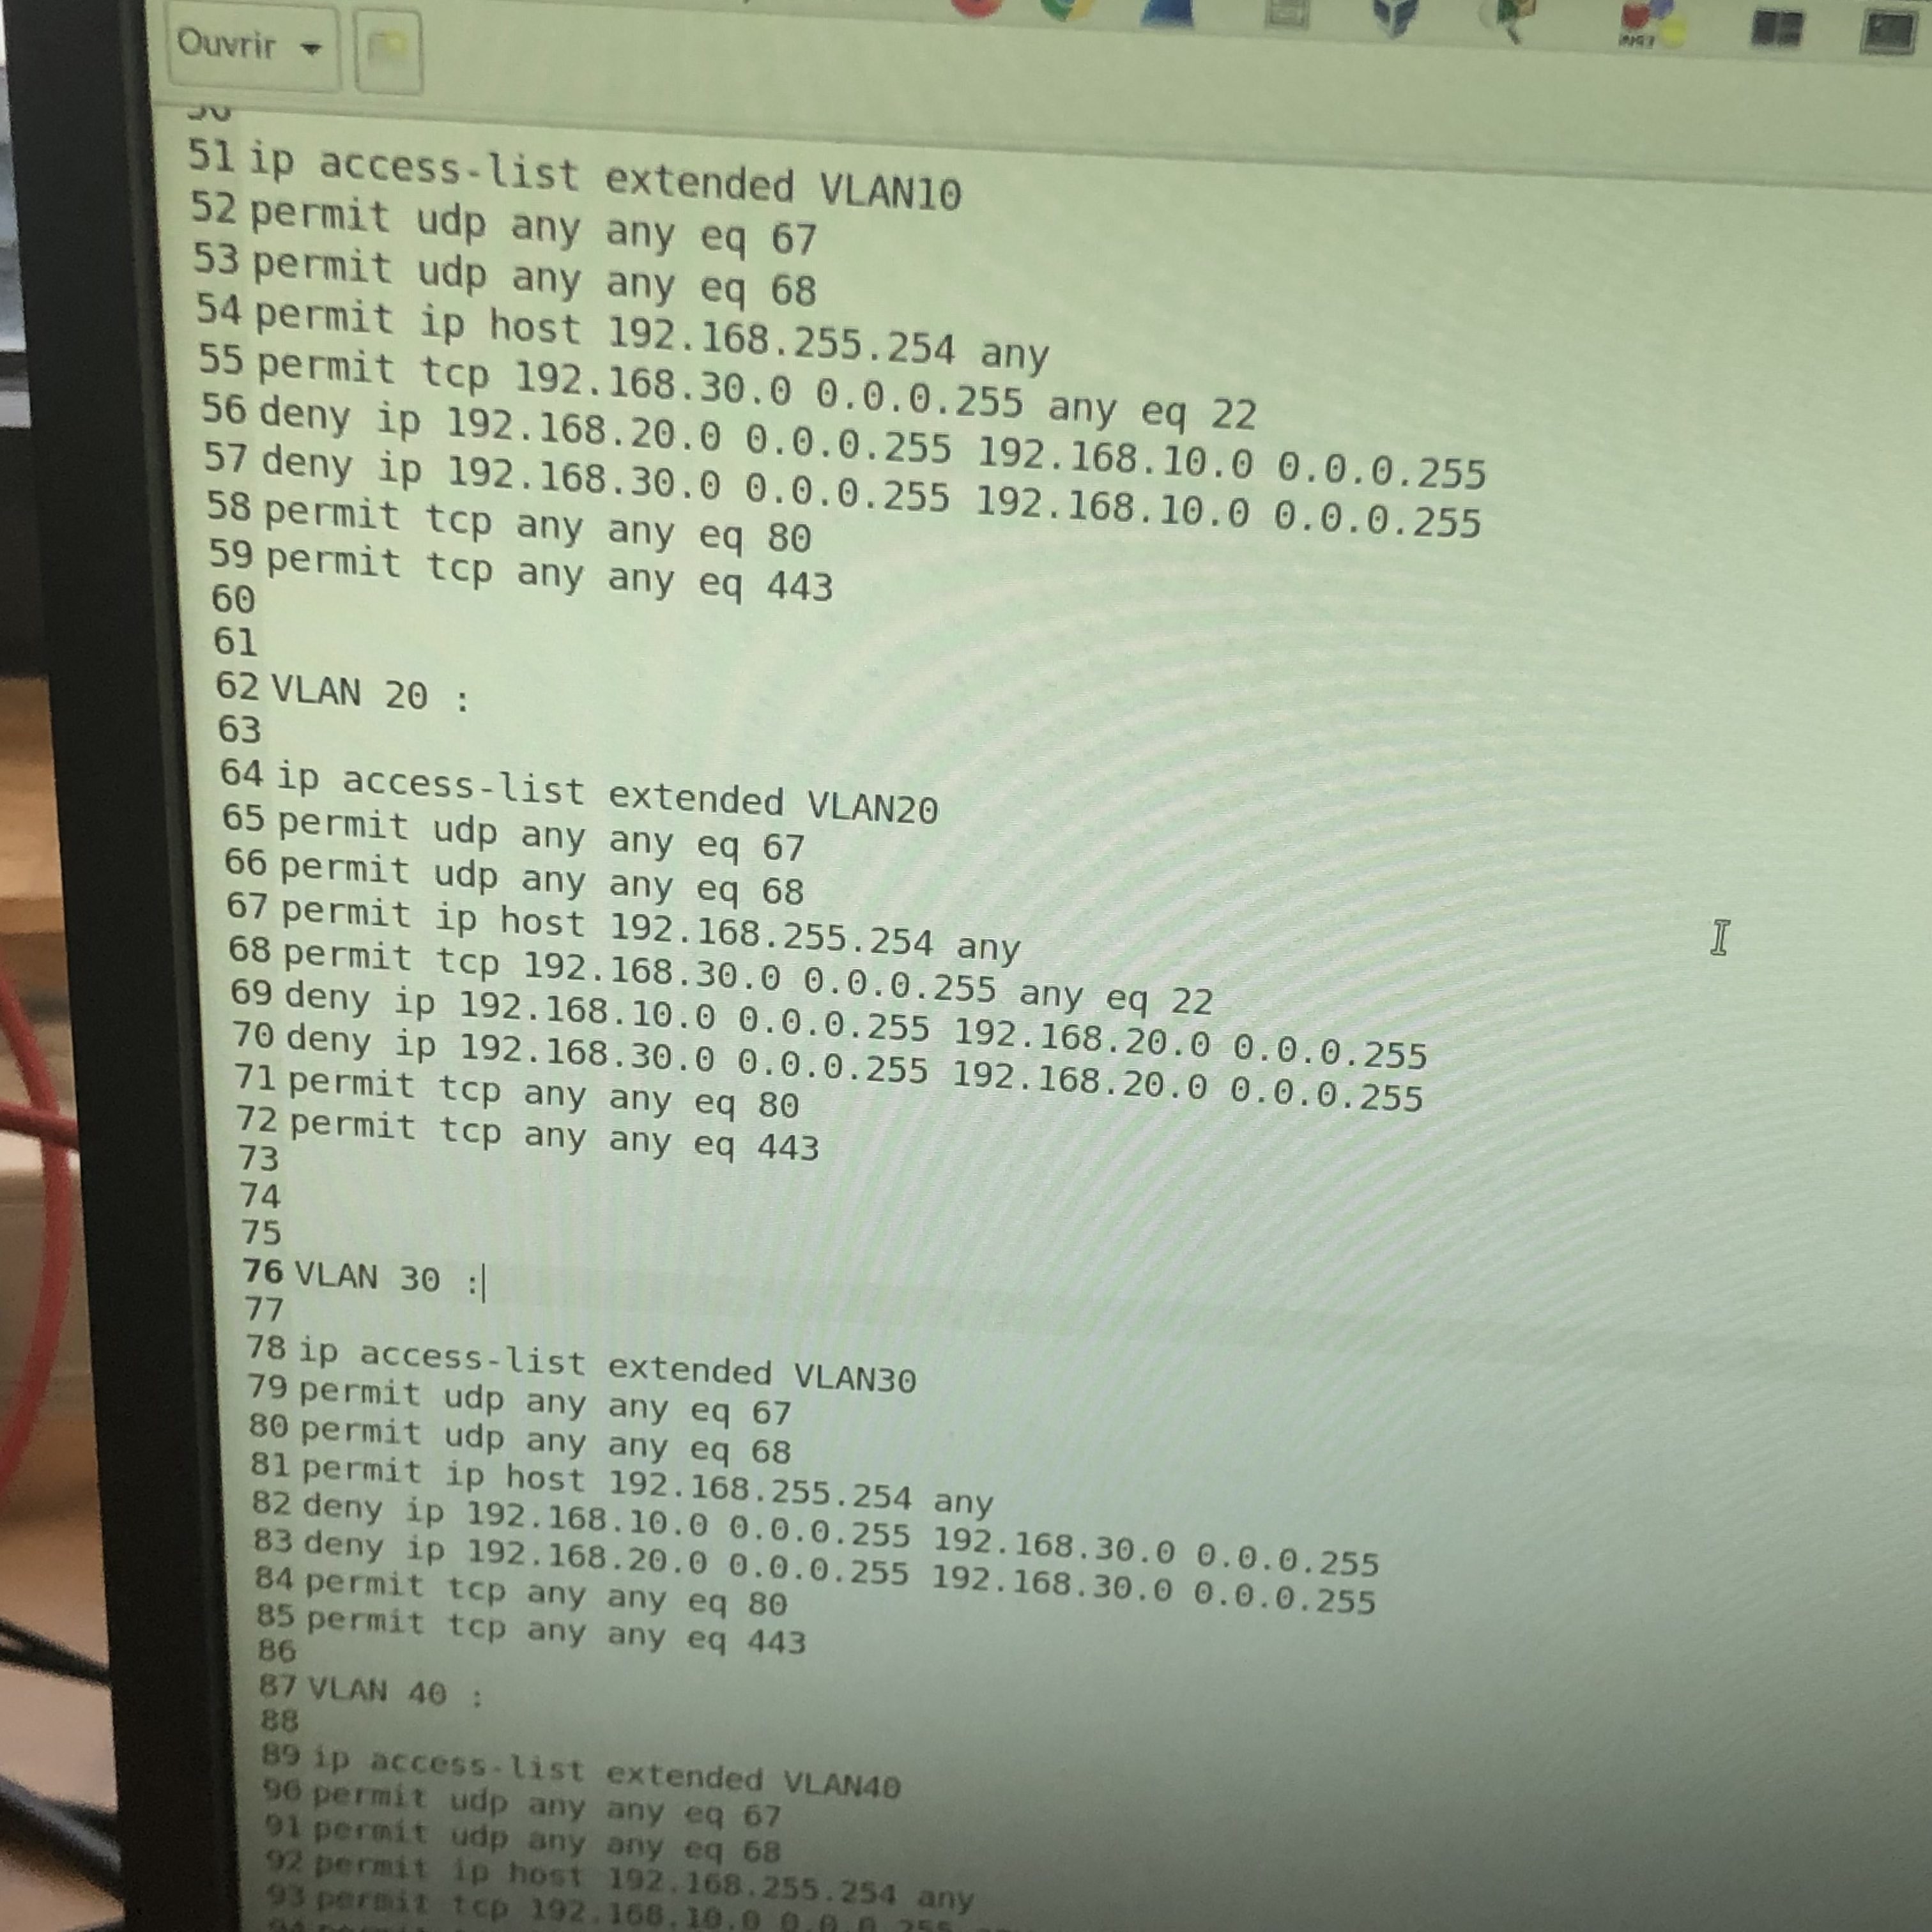 Ouvrir
51 ip access-list extended VLAN10
52 permit udp any any eq 67
53 permit udp any any eq 68
54 permit ip host 192.168.255.254 any
55 permit tcp 192.168.30.0 0.0.0.255 any eq 22
56 deny ip 192.168.20.0 0.0.0.255 192.168.10.0 0.0.0.255
57 deny ip 192.168.30.0 0.0.0.255 192.168.10.0 0.0.0.255
58 permit tcp any any eq 80
59 permit tcp any any eq 443
60
61
62 VLAN 20 :
63
64 ip access-list extended VLAN20
65 permit udp any any eq 67
66 permit udp any any eq 68
67 permit ip host 192.168.255.254 any
68 permit tcp 192.168.30.0 0.0.0.255 any eq 22
69 deny ip 192.168.10.0 0.0.0.255 192.168.20.0 0.0.0.255
70 deny ip 192.168.30.0 0.0.0.255 192.168.20.0 0.0.0.255
71 permit tcp any any eq 80
72 permit tcp any any eq 443
73
74
75
76 VLAN 30 :
77
78 ip access-list extended VLAN30
79 permit udp any any eq 67
80 permit udp any any eq 68
81 permit ip host 192.168.255.254 any
82 deny ip 192.168.10.0 0.0.0.255 192.168.30.0 0.0.0.255
83 deny ip 192.168.20.0 0.0.0.255 192.168.30.0 0.0.0.255
84 permit tcp any any eq 80
85 permit tcp any any eq 443
86
87 VLAN 40 :
88
89 ip access-list extended VLAN40
90 permit udp any any eq 67
91 permit udp any any eq 68
92 permit ip host 192.168.255.254 any
93 permit tcp 192.168.10.0 0.0.0.255